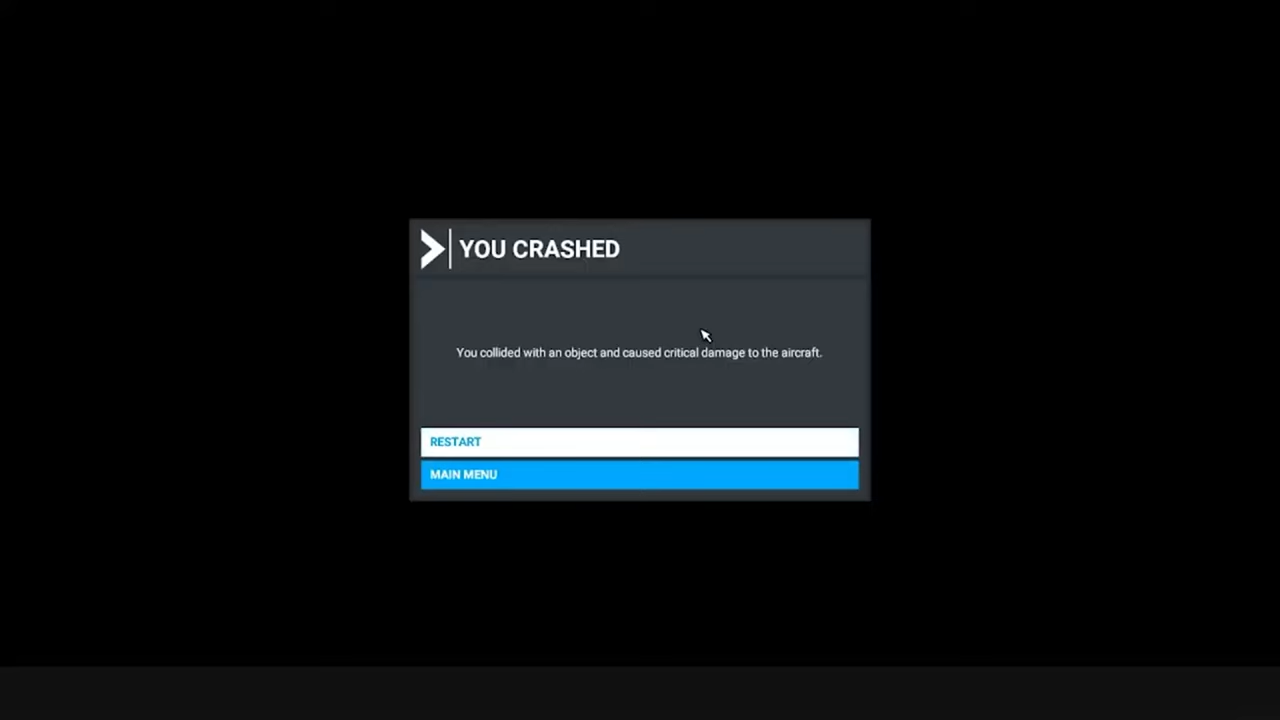 YOU CRASHED
You collided with an object and caused critical damage to the aircraft.
RESTART
MAIN MENU